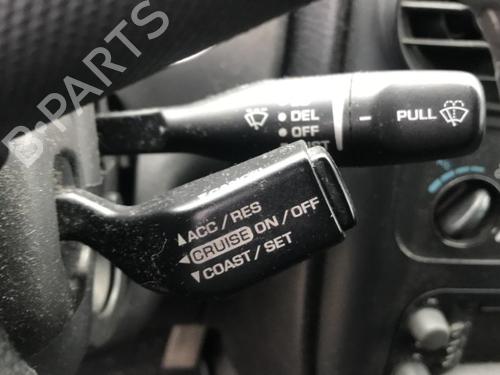 B-PARTS
DEL
OFF
PULL
ACC / RES
CRUISE ON / OFF
COAST / SET